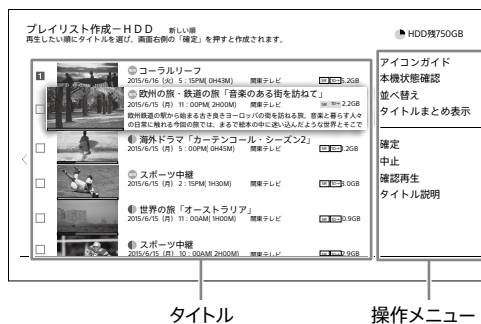 プレイリスト作成－HDD 新しい順
再生したい順にタイトルを選び、画面右側の「確定」を押すと作成されます。
HDD残750GB
1
コーラルリーフ
2015/6/16（火） 5：15PM( 0H43M) 関東テレビ SR 5.2GB
欧州の旅・鉄道の旅「音楽のある街を訪ねて」
2015/6/15（月） 11：00PM( 2H00M) 関東テレビ SR 2.2GB
欧州鉄道の駅から始まる古き良きヨーロッパの街を訪ねる旅。音楽と暮らす人々
の日常に触れる今回の旅では、まるで絵本の中に迷い込んだような世界とそこで
海外ドラマ「カーテンコール・シーズン2」
2015/6/15（月） 5：00PM( 0H45M) 関東テレビ 0.2GB
スポーツ中継
2015/6/15（月） 2：15PM( 1H30M) 関東テレビ 3.0GB
世界の旅「オーストラリア」
2015/6/15（月） 11：00AM( 1H00M) 関東テレビ 0.9GB
スポーツ中継
2015/6/15（月） 10：00AM( 2H00M) 関東テレビ 2.9GB
アイコンガイド
本機状態確認
並べ替え
タイトルまとめ表示
確定
中止
確認再生
タイトル説明
タイトル
操作メニュー